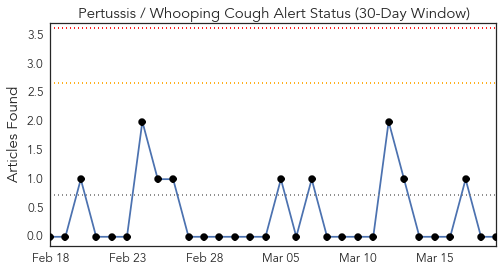 Pertussis / Whooping Cough Alert Status (30-Day Window)
Articles Found
3.5
3.0
2.5
2.0
1.5
1.0
0.5
0.0
Feb 18 Feb 23 Feb 28 Mar 05 Mar 10 Mar 15